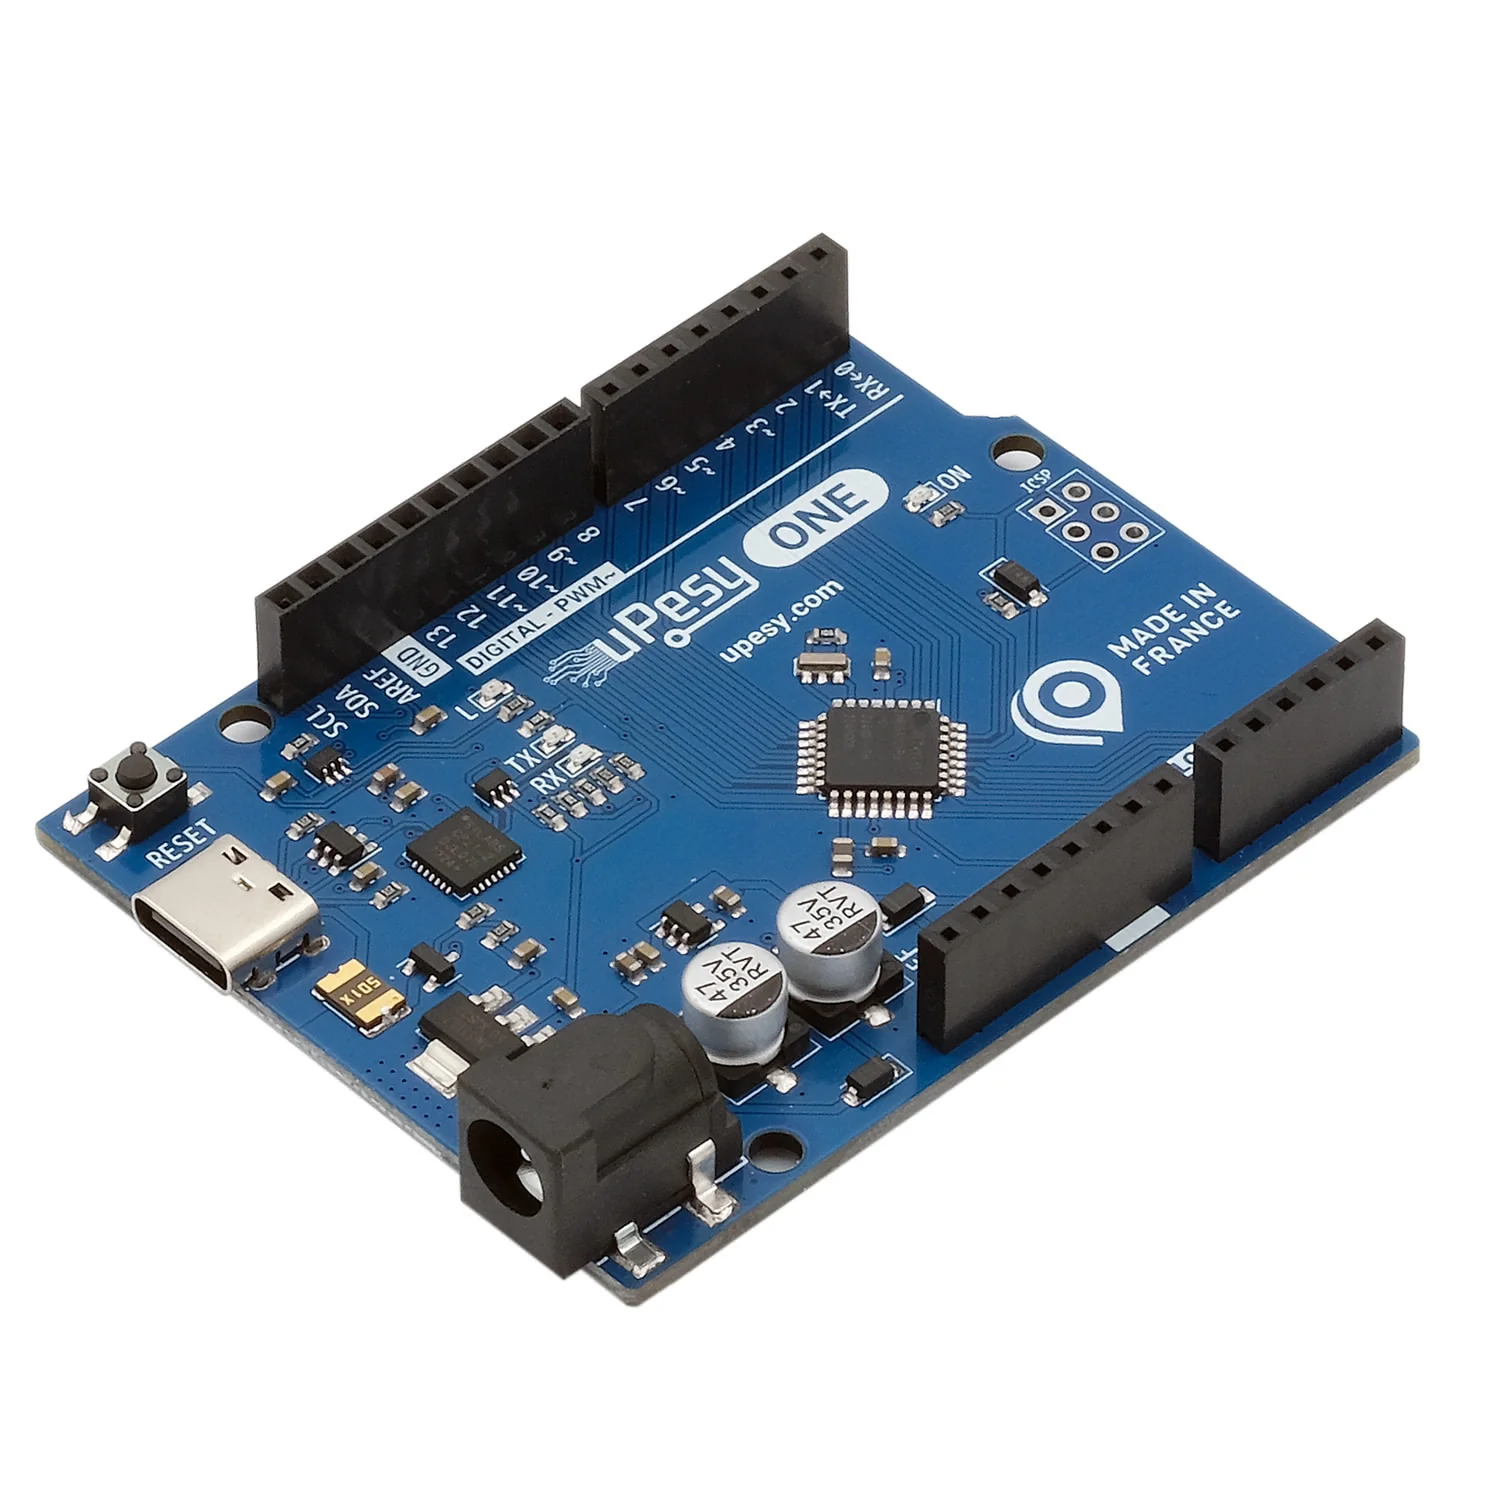 RX←0
TX→1
2
~3
4
~5
~6
7
8
~9
~10
~11
12
13
GND
AREF
SDA
SCL
DIGITAL - PWM~
uPesy ONE
upesy.com
ON
ICSP
MADE IN
FRANCE
L
TX
RX
RESET
47
35V
RVT
47
35V
RVT
SD1X